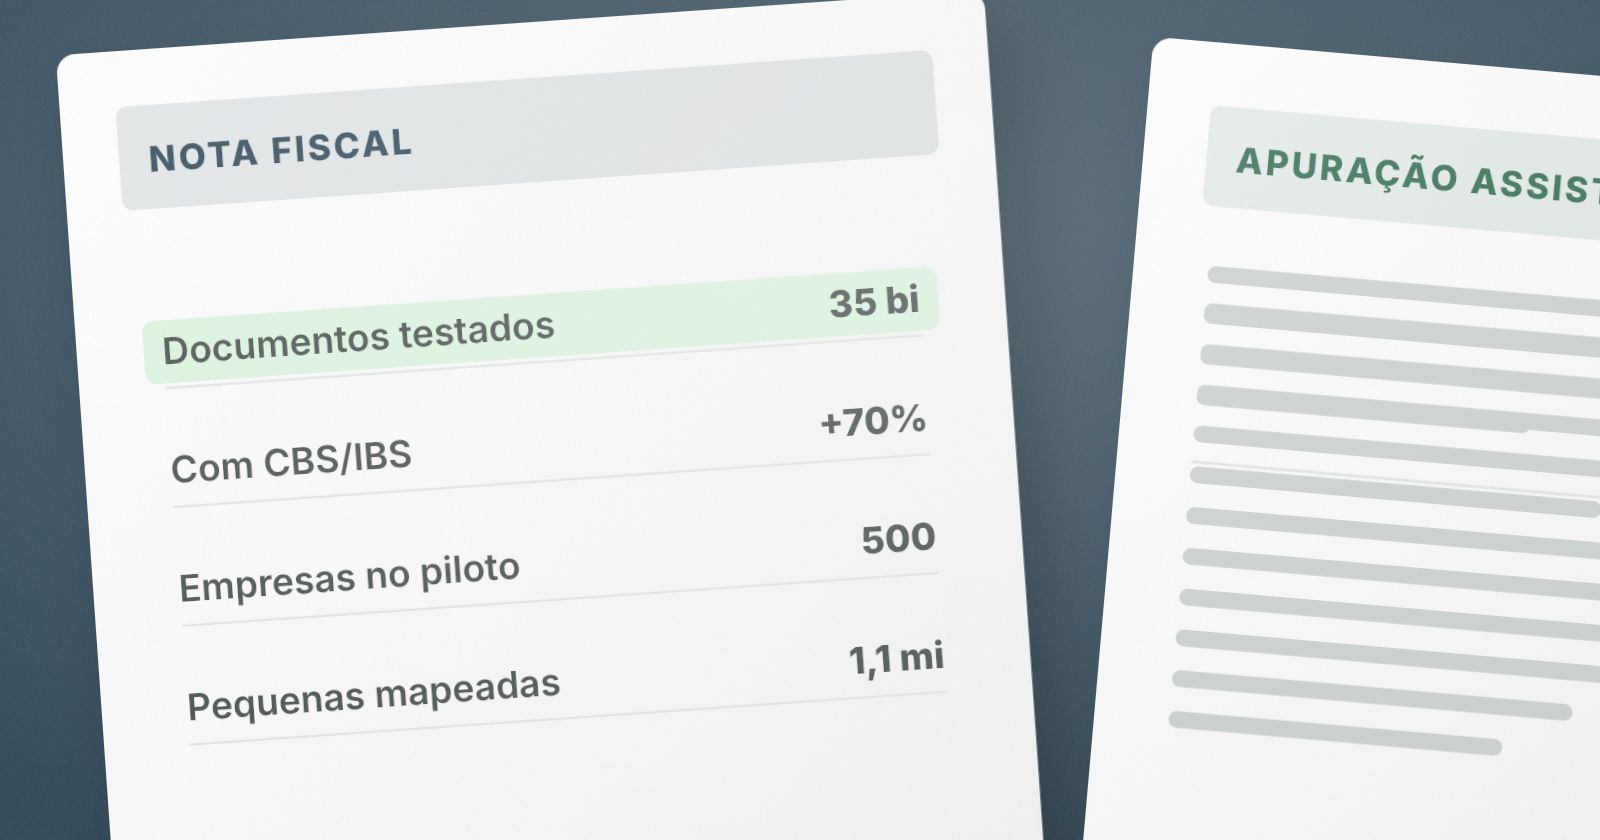 NOTA FISCAL
Documentos testados 35 bi
Com CBS/IBS +70%
Empresas no piloto 500
Pequenas mapeadas 1,1 mi
APURAÇÃO